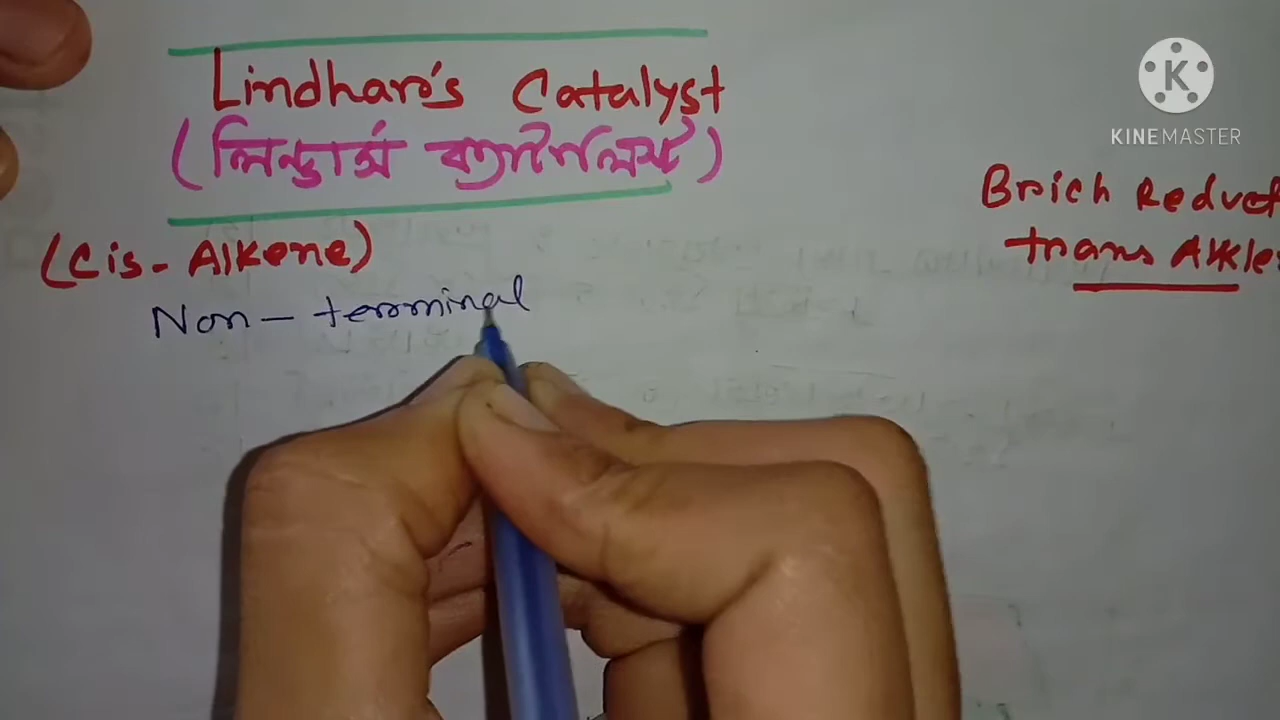 Lindhar's Catalyst
(লিন্ডার্স ক্যাটালিস্ট)
(Cis - Alkene)
Non - terminal
Brich Reduct
trans Alkle
KINEMASTER